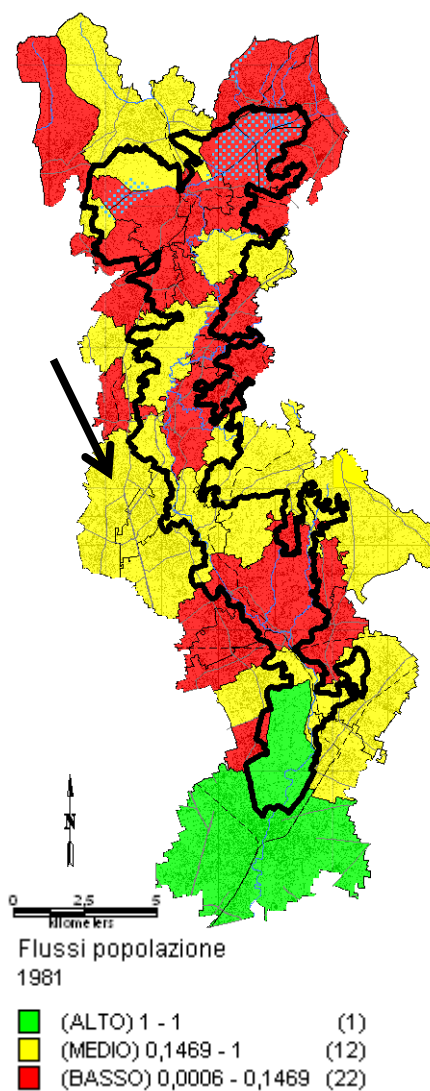 N
0 2,5 5
kilometers
Flussi popolazione
1981
(ALTO) 1 - 1 (1)
(MEDIO) 0,1469 - 1 (12)
(BASSO) 0,0006 - 0,1469 (22)